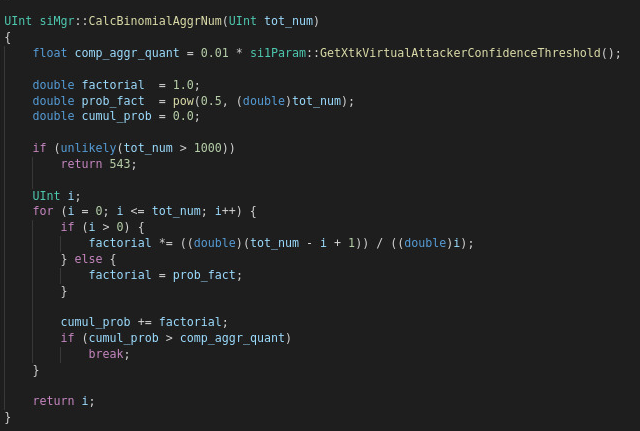 UInt siMgr::CalcBinomialAggrNum(UInt tot_num)
{
    float comp_aggr_quant = 0.01 * si1Param::GetXtkVirtualAttackerConfidenceThreshold();

    double factorial  = 1.0;
    double prob_fact  = pow(0.5, (double)tot_num);
    double cumul_prob = 0.0;

    if (unlikely(tot_num > 1000))
        return 543;

    UInt i;
    for (i = 0; i <= tot_num; i++) {
        if (i > 0) {
            factorial *= ((double)(tot_num - i + 1)) / ((double)i);
        } else {
            factorial = prob_fact;
        }

        cumul_prob += factorial;
        if (cumul_prob > comp_aggr_quant)
            break;
    }

    return i;
}